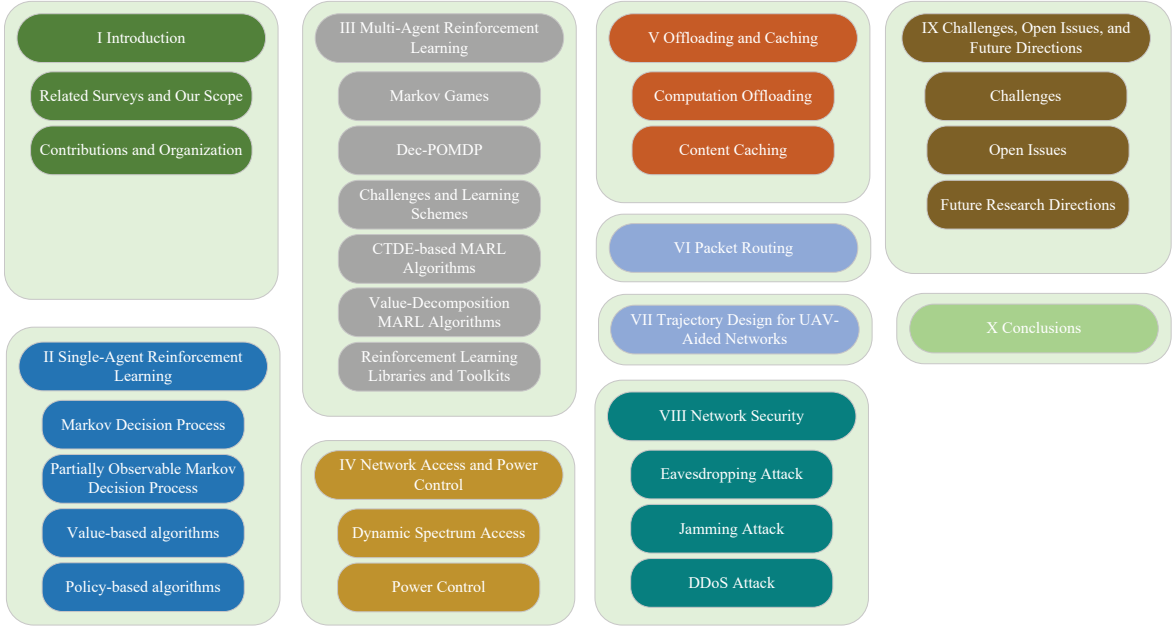 I Introduction
Related Surveys and Our Scope
Contributions and Organization
II Single-Agent Reinforcement
Learning
Markov Decision Process
Partially Observable Markov
Decision Process
Value-based algorithms
Policy-based algorithms
III Multi-Agent Reinforcement
Learning
Markov Games
Dec-POMDP
Challenges and Learning
Schemes
CTDE-based MARL
Algorithms
Value-Decomposition
MARL Algorithms
Reinforcement Learning
Libraries and Toolkits
IV Network Access and Power
Control
Dynamic Spectrum Access
Power Control
V Offloading and Caching
Computation Offloading
Content Caching
VI Packet Routing
VII Trajectory Design for UAV-
Aided Networks
VIII Network Security
Eavesdropping Attack
Jamming Attack
DDoS Attack
IX Challenges, Open Issues, and
Future Directions
Challenges
Open Issues
Future Research Directions
X Conclusions